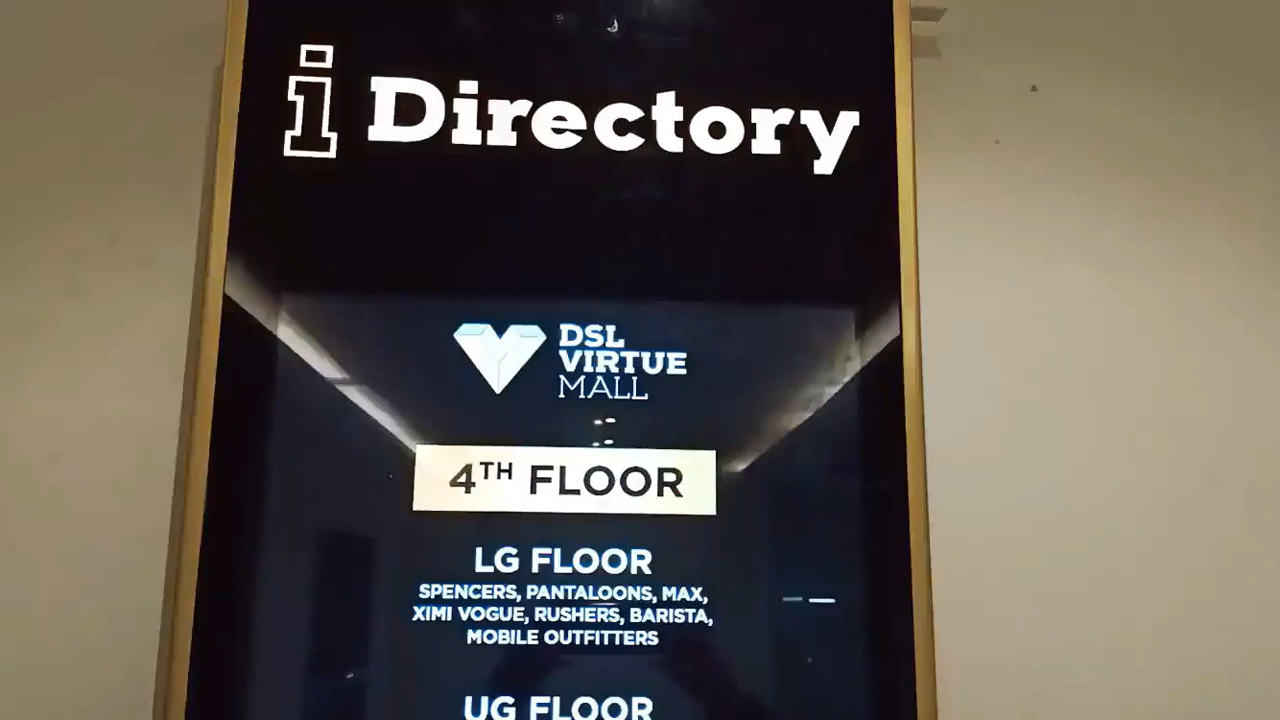 i Directory
DSL
VIRTUE
MALL
4TH FLOOR
LG FLOOR
SPENCERS, PANTALOONS, MAX,
XIMI VOGUE, RUSHERS, BARISTA,
MOBILE OUTFITTERS
UG FLOOR